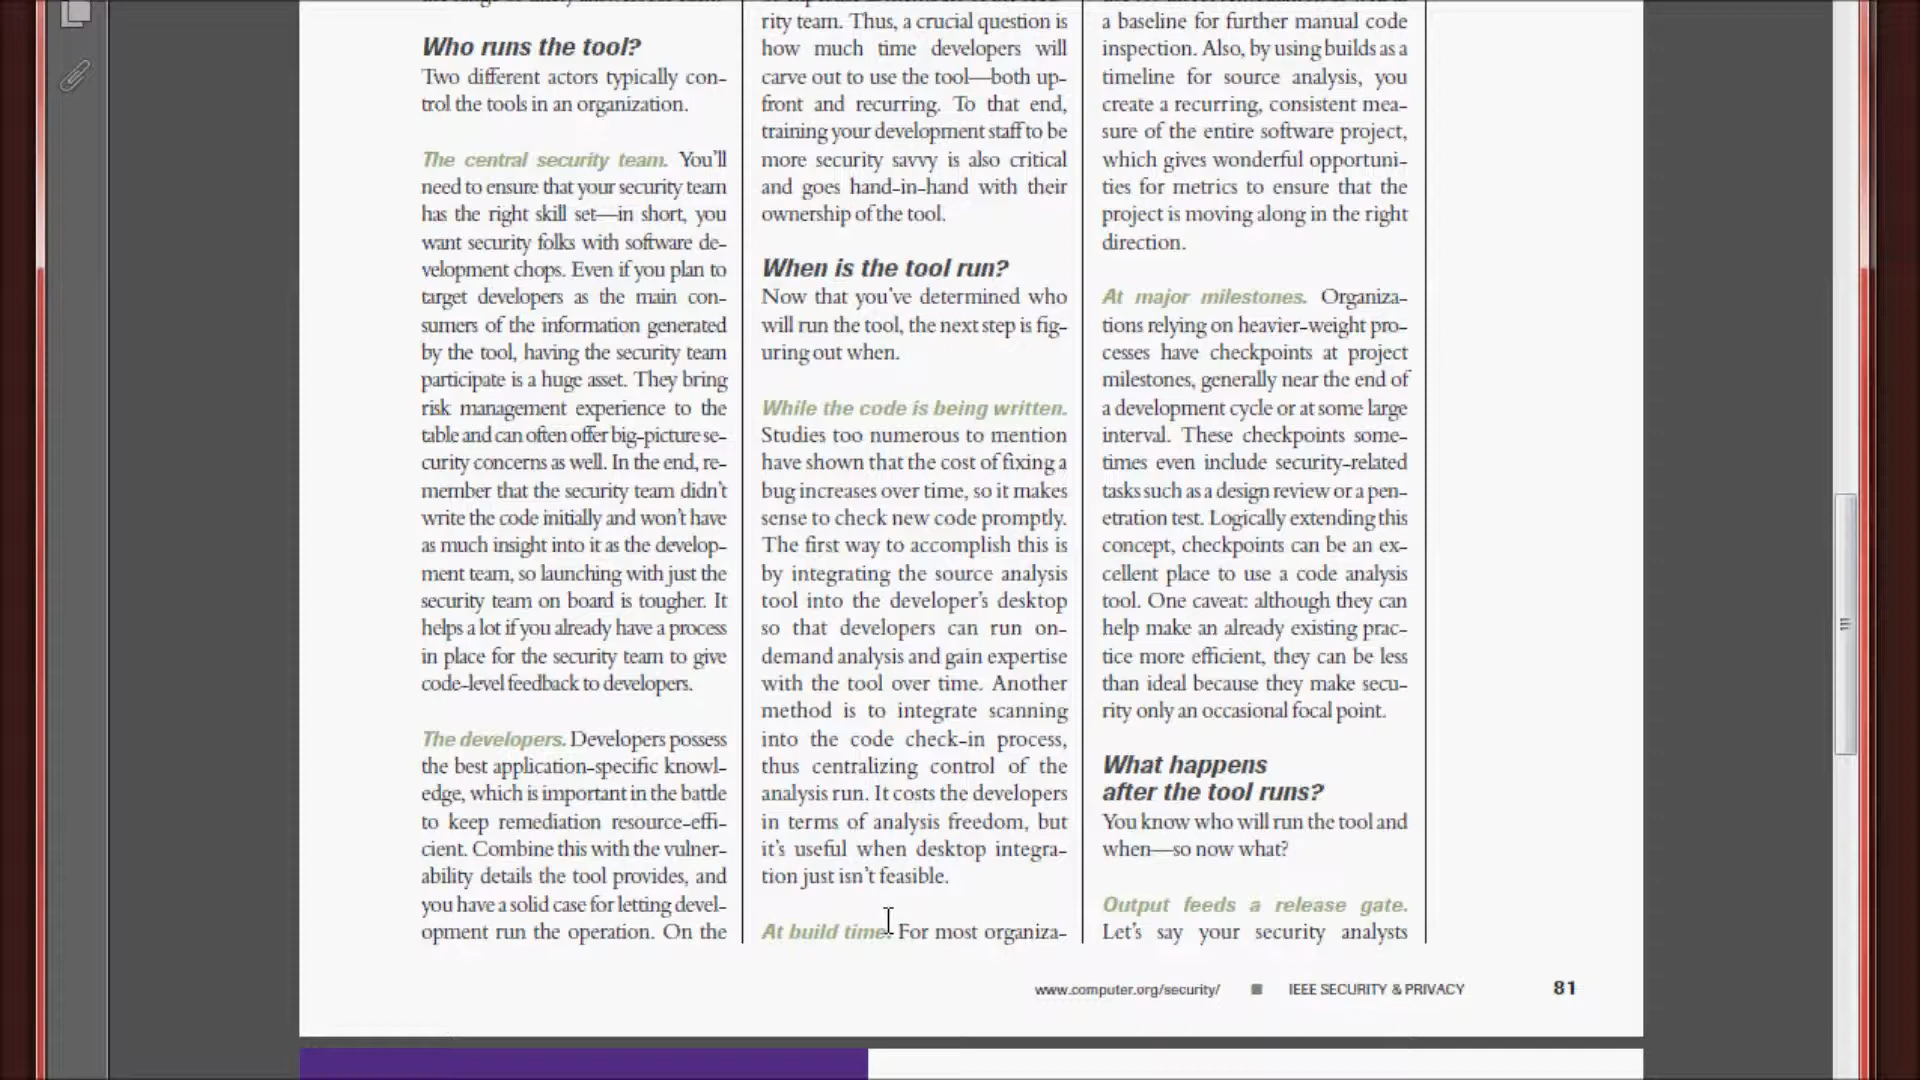 Who runs the tool?
Two different actors typically con-
trol the tools in an organization.
The central security team. You'll
need to ensure that your security team
has the right skill set—in short, you
want security folks with software de-
velopment chops. Even if you plan to
target developers as the main con-
sumers of the information generated
by the tool, having the security team
participate is a huge asset. They bring
risk management experience to the
table and can often offer big-picture se-
curity concerns as well. In the end, re-
member that the security team didn't
write the code initially and won't have
as much insight into it as the develop-
ment team, so launching with just the
security team on board is tougher. It
helps a lot if you already have a process
in place for the security team to give
code-level feedback to developers.
The developers. Developers possess
the best application-specific knowl-
edge, which is important in the battle
to keep remediation resource-effi-
cient. Combine this with the vulner-
ability details the tool provides, and
you have a solid case for letting devel-
opment run the operation. On the
rity team. Thus, a crucial question is
how much time developers will
carve out to use the tool—both up-
front and recurring. To that end,
training your development staff to be
more security savvy is also critical
and goes hand-in-hand with their
ownership of the tool.
When is the tool run?
Now that you've determined who
will run the tool, the next step is fig-
uring out when.
While the code is being written.
Studies too numerous to mention
have shown that the cost of fixing a
bug increases over time, so it makes
sense to check new code promptly.
The first way to accomplish this is
by integrating the source analysis
tool into the developer's desktop
so that developers can run on-
demand analysis and gain expertise
with the tool over time. Another
method is to integrate scanning
into the code check-in process,
thus centralizing control of the
analysis run. It costs the developers
in terms of analysis freedom, but
it's useful when desktop integra-
tion just isn't feasible.
At build time. For most organiza-
a baseline for further manual code
inspection. Also, by using builds as a
timeline for source analysis, you
create a recurring, consistent mea-
sure of the entire software project,
which gives wonderful opportuni-
ties for metrics to ensure that the
project is moving along in the right
direction.
At major milestones. Organiza-
tions relying on heavier-weight pro-
cesses have checkpoints at project
milestones, generally near the end of
a development cycle or at some large
interval. These checkpoints some-
times even include security-related
tasks such as a design review or a pen-
etration test. Logically extending this
concept, checkpoints can be an ex-
cellent place to use a code analysis
tool. One caveat: although they can
help make an already existing prac-
tice more efficient, they can be less
than ideal because they make secu-
rity only an occasional focal point.
What happens
after the tool runs?
You know who will run the tool and
when—so now what?
Output feeds a release gate.
Let's say your security analysts
www.computer.org/security/ ■ IEEE SECURITY & PRIVACY 81